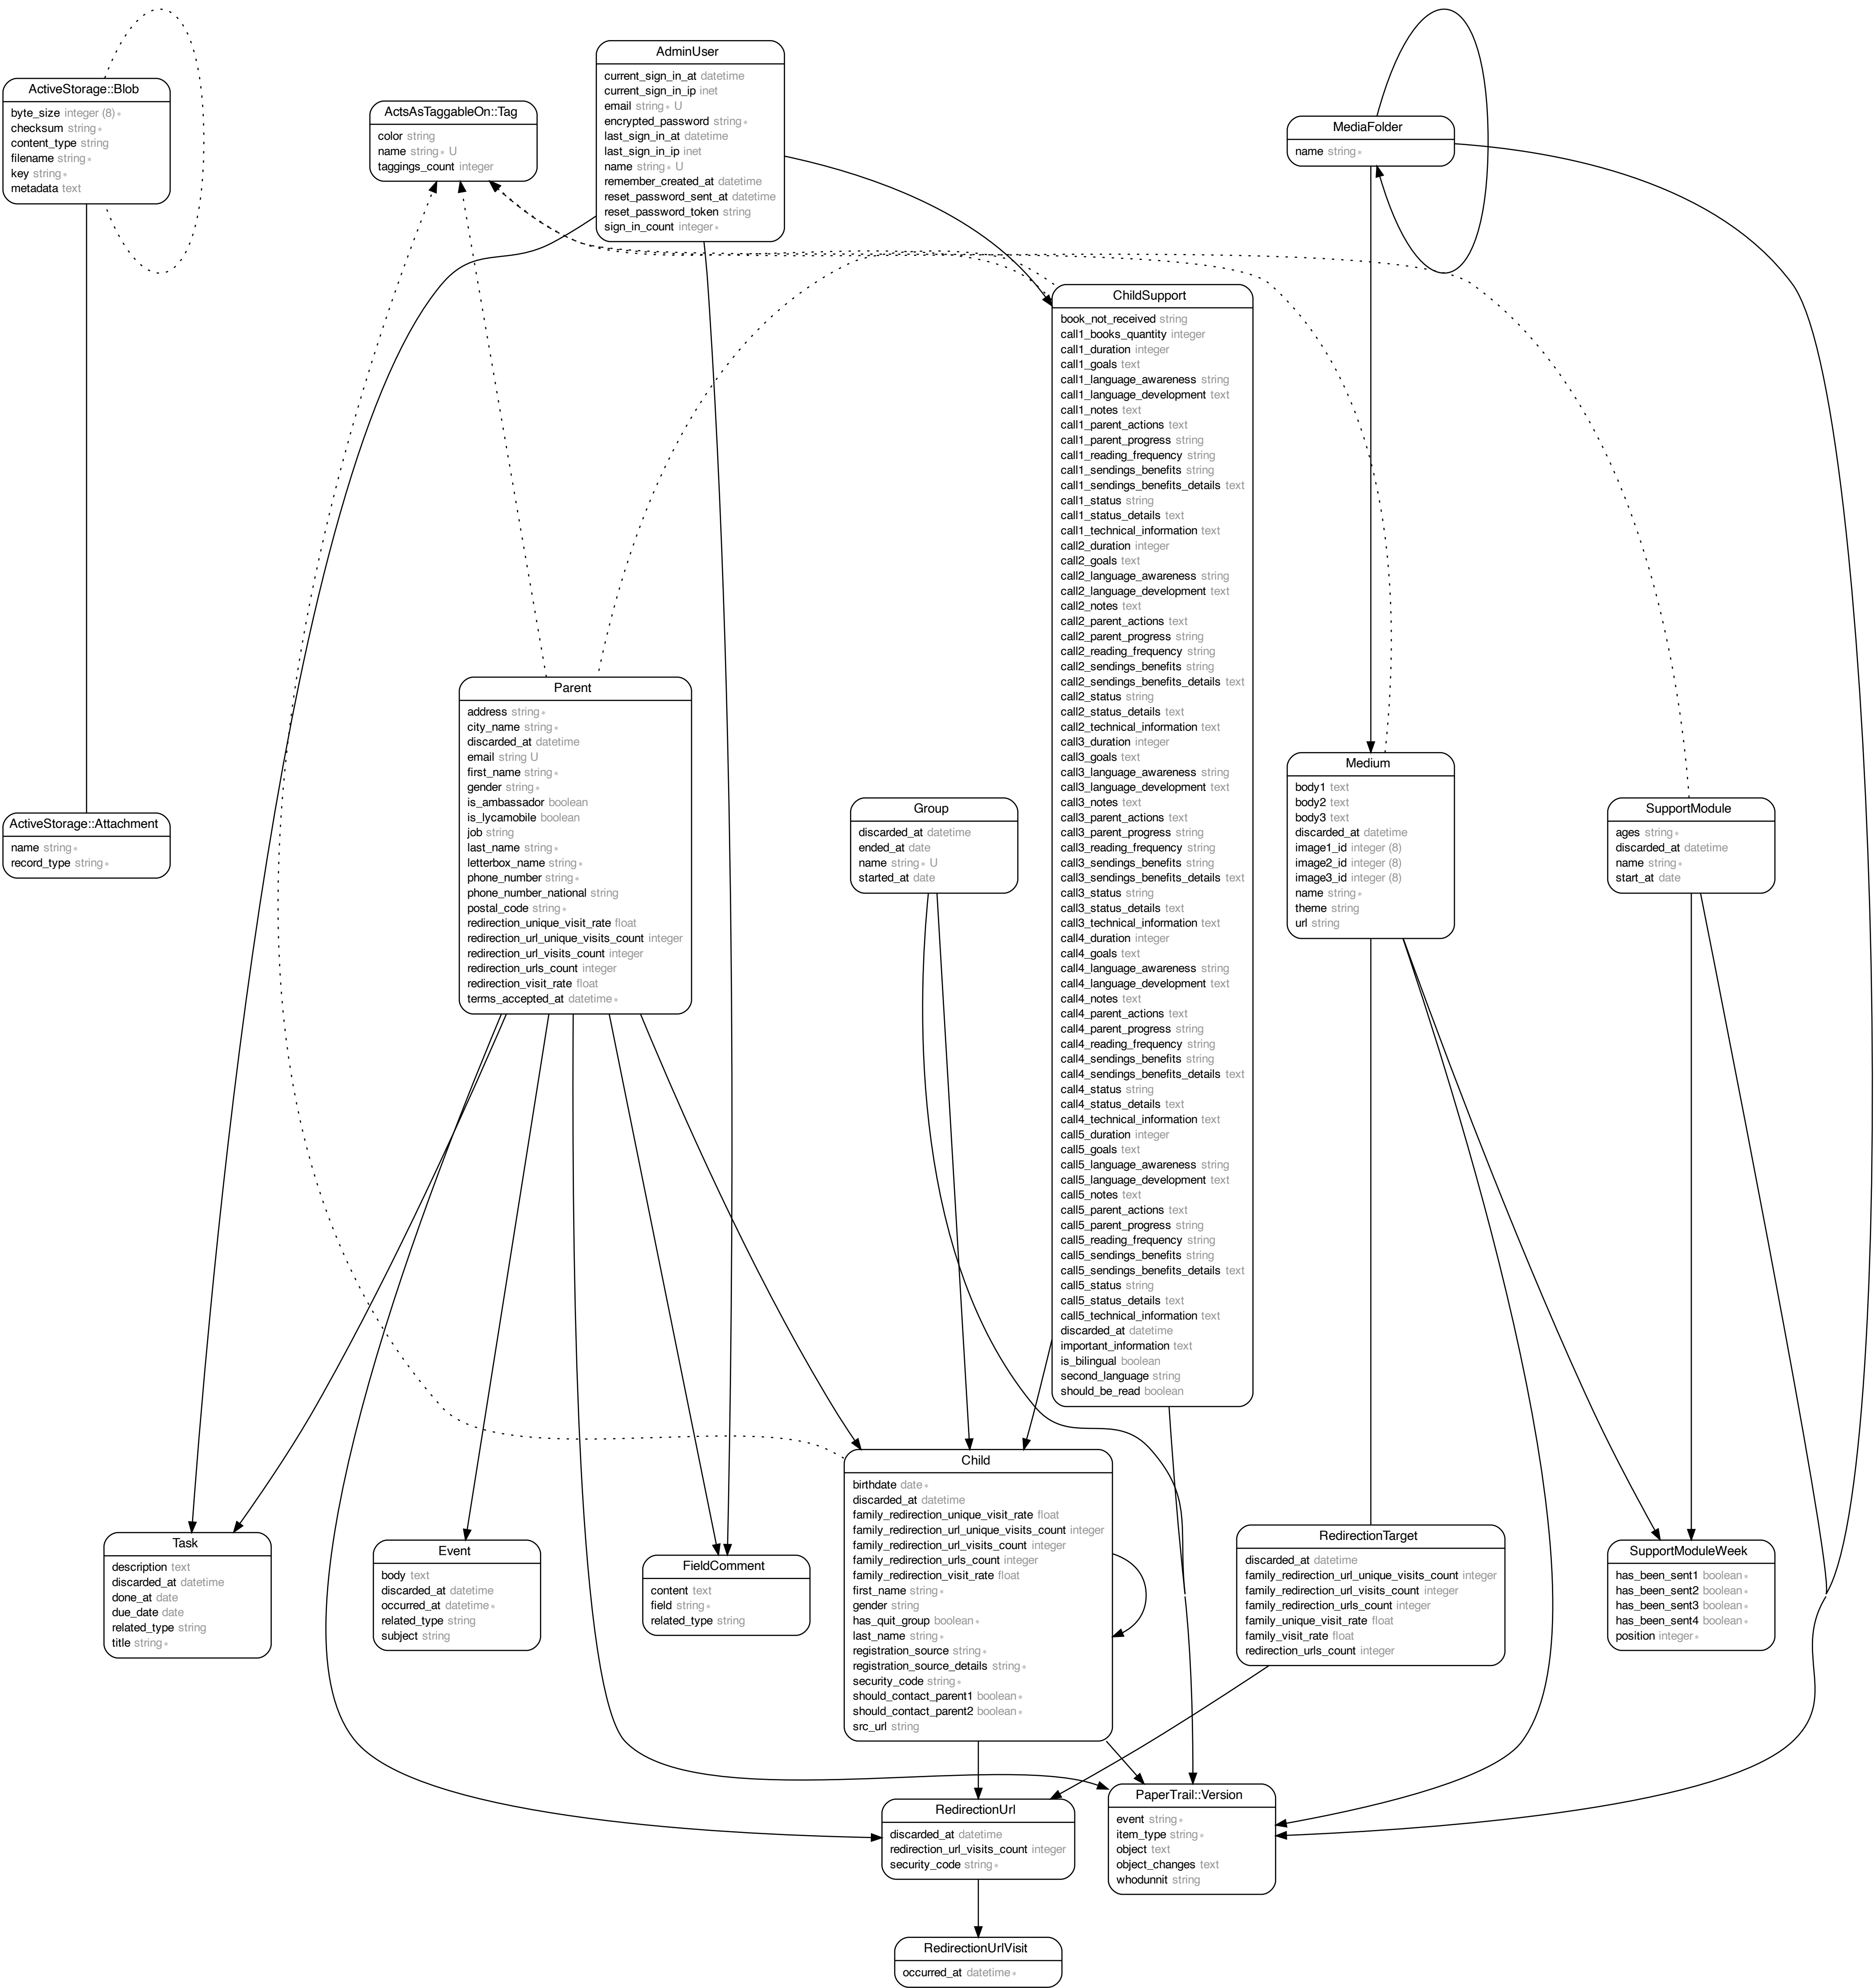 ActiveStorage::Blob
byte_size integer (8) ∗
checksum string ∗
content_type string
filename string ∗
key string ∗
metadata text
ActsAsTaggableOn::Tag
color string
name string ∗ U
taggings_count integer
AdminUser
current_sign_in_at datetime
current_sign_in_ip inet
email string ∗ U
encrypted_password string ∗
last_sign_in_at datetime
last_sign_in_ip inet
name string ∗ U
remember_created_at datetime
reset_password_sent_at datetime
reset_password_token string
sign_in_count integer ∗
MediaFolder
name string ∗
ChildSupport
book_not_received string
call1_books_quantity integer
call1_duration integer
call1_goals text
call1_language_awareness string
call1_language_development text
call1_notes text
call1_parent_actions text
call1_parent_progress string
call1_reading_frequency string
call1_sendings_benefits string
call1_sendings_benefits_details text
call1_status string
call1_status_details text
call1_technical_information text
call2_duration integer
call2_goals text
call2_language_awareness string
call2_language_development text
call2_notes text
call2_parent_actions text
call2_parent_progress string
call2_reading_frequency string
call2_sendings_benefits string
call2_sendings_benefits_details text
call2_status string
call2_status_details text
call2_technical_information text
call3_duration integer
call3_goals text
call3_language_awareness string
call3_language_development text
call3_notes text
call3_parent_actions text
call3_parent_progress string
call3_reading_frequency string
call3_sendings_benefits string
call3_sendings_benefits_details text
call3_status string
call3_status_details text
call3_technical_information text
call4_duration integer
call4_goals text
call4_language_awareness string
call4_language_development text
call4_notes text
call4_parent_actions text
call4_parent_progress string
call4_reading_frequency string
call4_sendings_benefits string
call4_sendings_benefits_details text
call4_status string
call4_status_details text
call4_technical_information text
call5_duration integer
call5_goals text
call5_language_awareness string
call5_language_development text
call5_notes text
call5_parent_actions text
call5_parent_progress string
call5_reading_frequency string
call5_sendings_benefits string
call5_sendings_benefits_details text
call5_status string
call5_status_details text
call5_technical_information text
discarded_at datetime
important_information text
is_bilingual boolean
second_language string
should_be_read boolean
Parent
address string ∗
city_name string ∗
discarded_at datetime
email string U
first_name string ∗
gender string ∗
is_ambassador boolean
is_lycamobile boolean
job string
last_name string ∗
letterbox_name string ∗
phone_number string ∗
phone_number_national string
postal_code string ∗
redirection_unique_visit_rate float
redirection_url_unique_visits_count integer
redirection_url_visits_count integer
redirection_urls_count integer
redirection_visit_rate float
terms_accepted_at datetime ∗
Medium
body1 text
body2 text
body3 text
discarded_at datetime
image1_id integer (8)
image2_id integer (8)
image3_id integer (8)
name string ∗
theme string
url string
ActiveStorage::Attachment
name string ∗
record_type string ∗
Group
discarded_at datetime
ended_at date
name string ∗ U
started_at date
SupportModule
ages string ∗
discarded_at datetime
name string ∗
start_at date
Child
birthdate date ∗
discarded_at datetime
family_redirection_unique_visit_rate float
family_redirection_url_unique_visits_count integer
family_redirection_url_visits_count integer
family_redirection_urls_count integer
family_redirection_visit_rate float
first_name string ∗
gender string
has_quit_group boolean ∗
last_name string ∗
registration_source string ∗
registration_source_details string ∗
security_code string ∗
should_contact_parent1 boolean ∗
should_contact_parent2 boolean ∗
src_url string
Task
description text
discarded_at datetime
done_at date
due_date date
related_type string
title string ∗
Event
body text
discarded_at datetime
occurred_at datetime ∗
related_type string
subject string
FieldComment
content text
field string ∗
related_type string
RedirectionTarget
discarded_at datetime
family_redirection_url_unique_visits_count integer
family_redirection_url_visits_count integer
family_redirection_urls_count integer
family_unique_visit_rate float
family_visit_rate float
redirection_urls_count integer
SupportModuleWeek
has_been_sent1 boolean ∗
has_been_sent2 boolean ∗
has_been_sent3 boolean ∗
has_been_sent4 boolean ∗
position integer ∗
RedirectionUrl
discarded_at datetime
redirection_url_visits_count integer
security_code string ∗
PaperTrail::Version
event string ∗
item_type string ∗
object text
object_changes text
whodunnit string
RedirectionUrlVisit
occurred_at datetime ∗